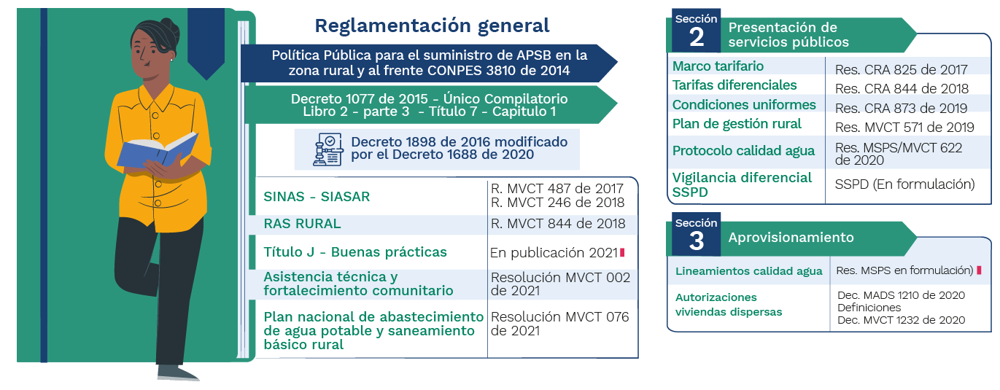 Reglamentación general
Política Pública para el suministro de APSB en la
zona rural y al frente CONPES 3810 de 2014
Decreto 1077 de 2015 - Único Compilatorio
Libro 2 - parte 3 - Título 7 - Capitulo 1
Decreto 1898 de 2016 modificado
por el Decreto 1688 de 2020
SINAS - SIASAR
R. MVCT 487 de 2017
R. MVCT 246 de 2018
RAS RURAL
R. MVCT 844 de 2018
Título J - Buenas prácticas
En publicación 2021
Asistencia técnica y
fortalecimiento comunitario
Resolución MVCT 002
de 2021
Plan nacional de abastecimiento
de agua potable y saneamiento
básico rural
Resolución MVCT 076
de 2021
Sección
2
Presentación de
servicios públicos
Marco tarifario
Res. CRA 825 de 2017
Tarifas diferenciales
Res. CRA 844 de 2018
Condiciones uniformes
Res. CRA 873 de 2019
Plan de gestión rural
Res. MVCT 571 de 2019
Protocolo calidad agua
Res. MSPS/MVCT 622
de 2020
Vigilancia diferencial
SSPD
SSPD (En formulación)
Sección
3
Aprovisionamiento
Lineamientos calidad agua
Res. MSPS en formulación)
Autorizaciones
viviendas dispersas
Dec. MADS 1210 de 2020
Definiciones
Dec. MVCT 1232 de 2020